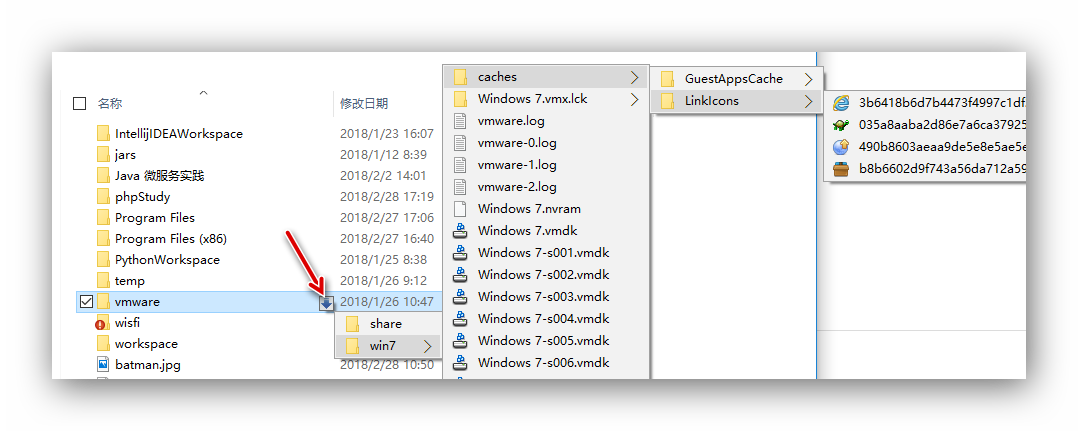 名称 修改日期
IntellijIDEAWorkspace 2018/1/23 16:07
jars 2018/1/12 8:39
Java 微服务实践 2018/2/2 14:01
phpStudy 2018/2/28 17:19
Program Files 2018/2/27 17:06
Program Files (x86) 2018/2/27 16:40
PythonWorkspace 2018/1/25 8:38
temp 2018/1/26 9:12
vmware 2018/1/26 10:47
wisfi
workspace
batman.jpg 2018/2/28 10:50
share
win7
caches
Windows 7.vmx.lck
vmware.log
vmware-0.log
vmware-1.log
vmware-2.log
Windows 7.nvram
Windows 7.vmdk
Windows 7-s001.vmdk
Windows 7-s002.vmdk
Windows 7-s003.vmdk
Windows 7-s004.vmdk
Windows 7-s005.vmdk
Windows 7-s006.vmdk
GuestAppsCache
LinkIcons
3b6418b6d7b4473f4997c1df
035a8aaba2d86e7a6ca37925
490b8603aeaa9de5e8e5ae5e
b8b6602d9f743a56da712a59